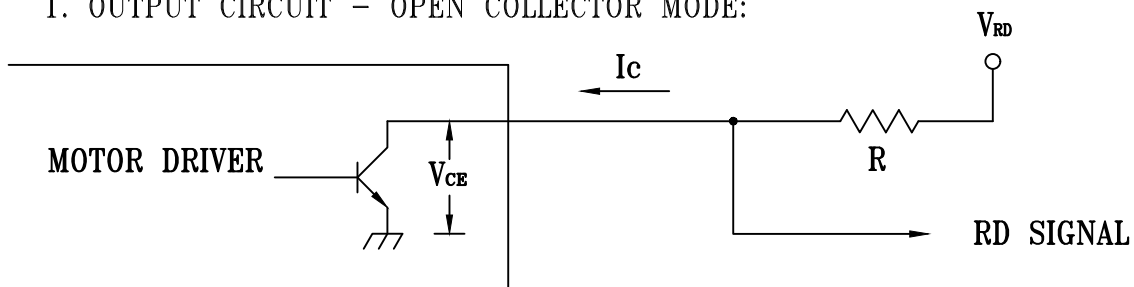 1. OUTPUT CIRCUIT – OPEN COLLECTOR MODE:
VRD
Ic
MOTOR DRIVER
VCE
R
RD SIGNAL